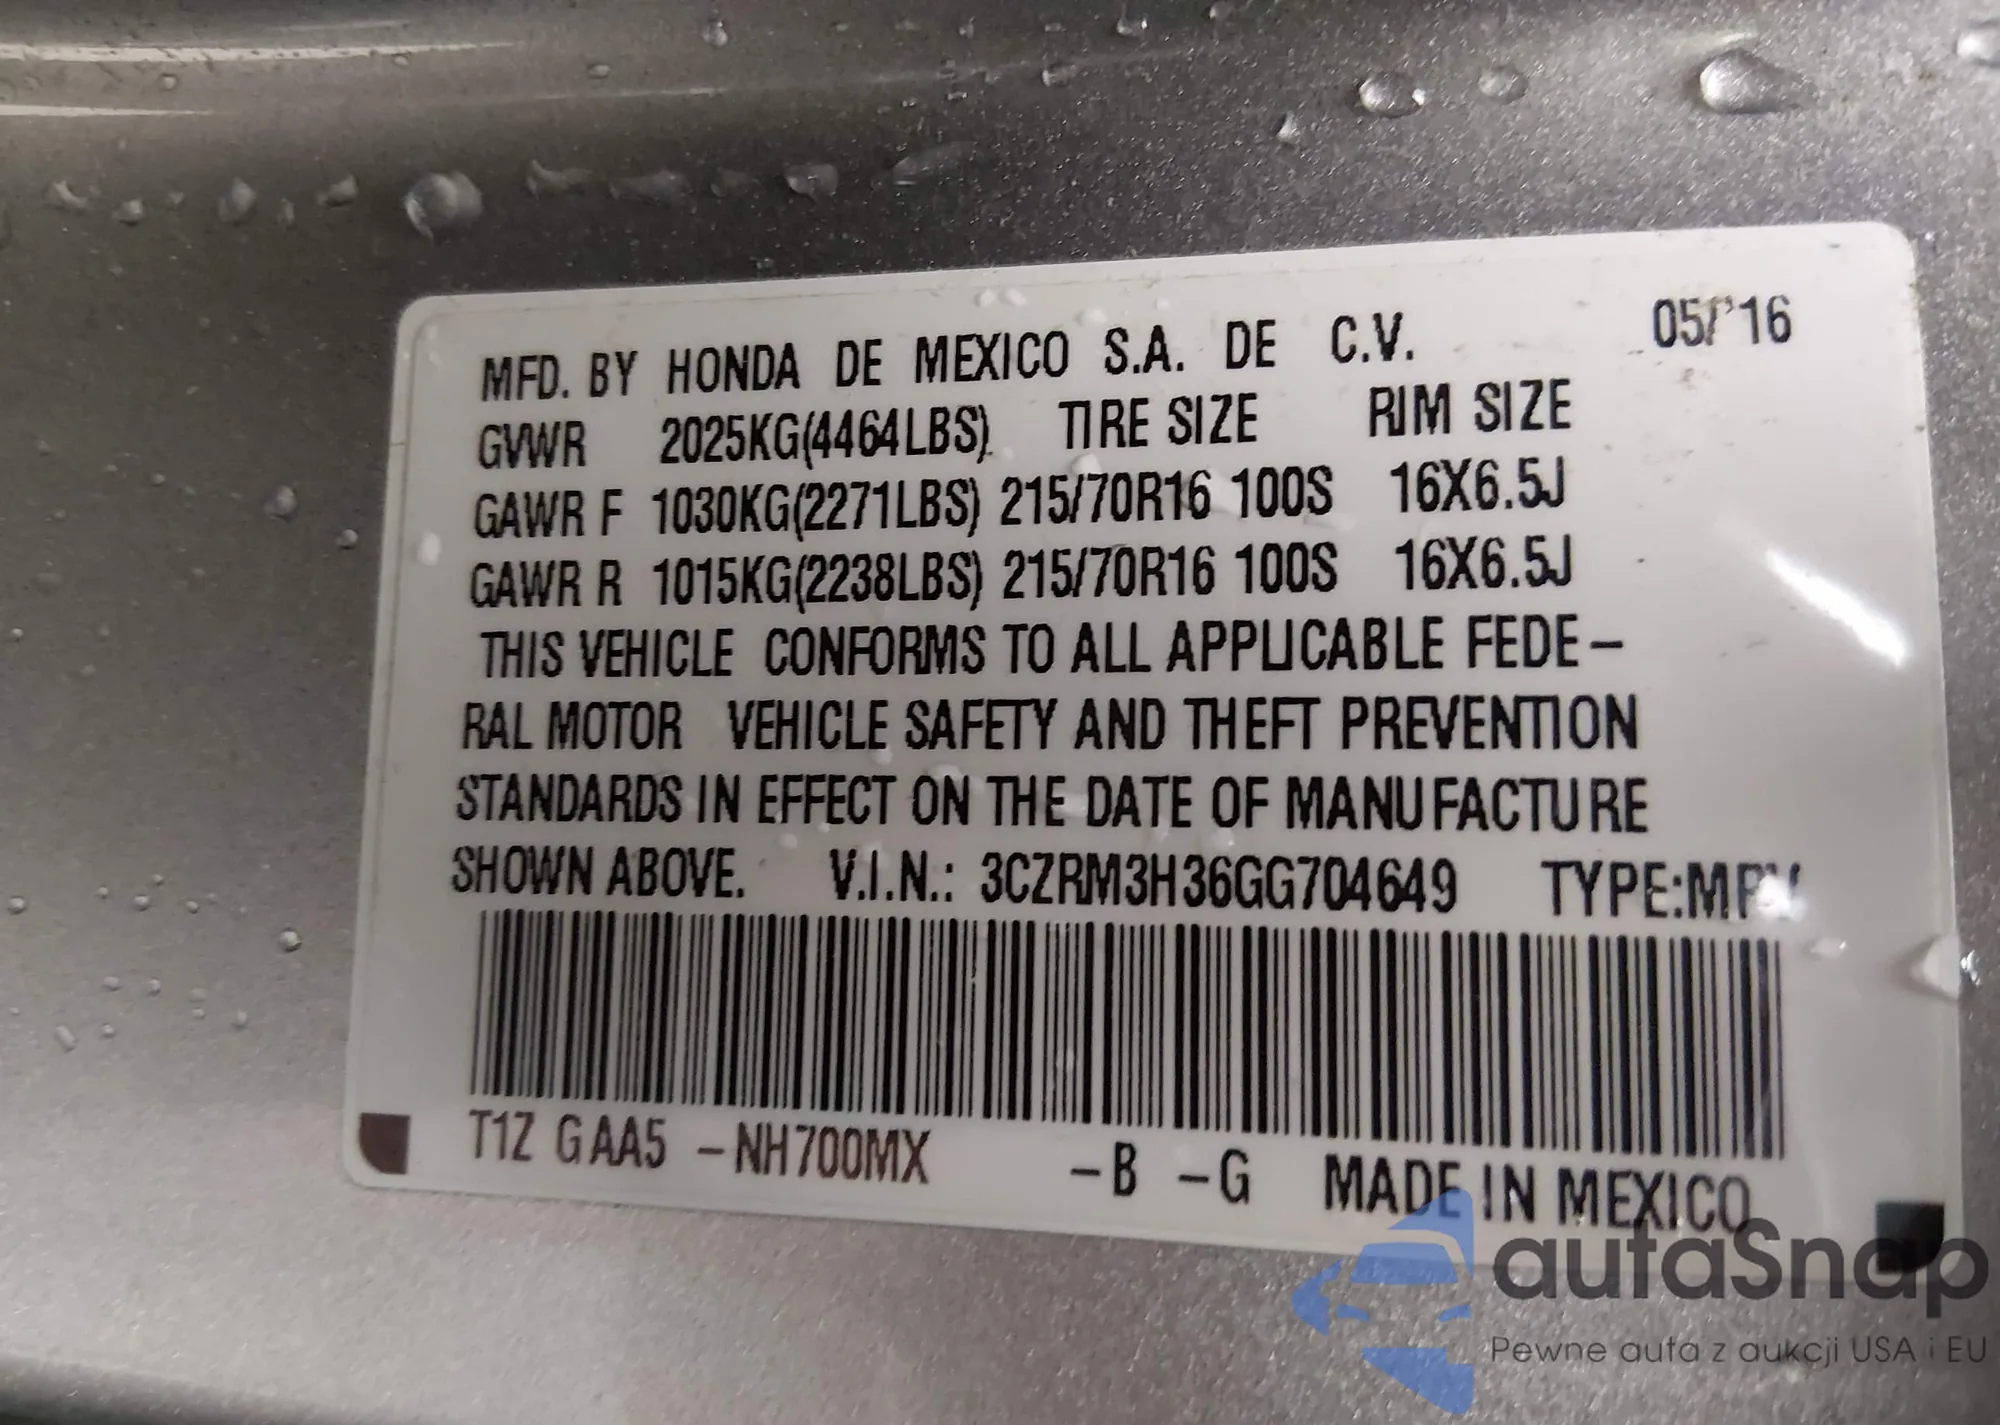 05/'16
MFD. BY HONDA DE MEXICO S.A. DE C.V.
GVWR 2025KG(4464LBS) TIRE SIZE RIM SIZE
GAWR F 1030KG(2271LBS) 215/70R16 100S 16X6.5J
GAWR R 1015KG(2238LBS) 215/70R16 100S 16X6.5J
THIS VEHICLE CONFORMS TO ALL APPLICABLE FEDE-
RAL MOTOR VEHICLE SAFETY AND THEFT PREVENTION
STANDARDS IN EFFECT ON THE DATE OF MANUFACTURE
SHOWN ABOVE. V.I.N.: 3CZRM3H36GG704649 TYPE:MPV
T1Z GAA5 -NH700MX -B -G MADE IN MEXICO
autaSnap
Pewne auta z aukcji USA i EU